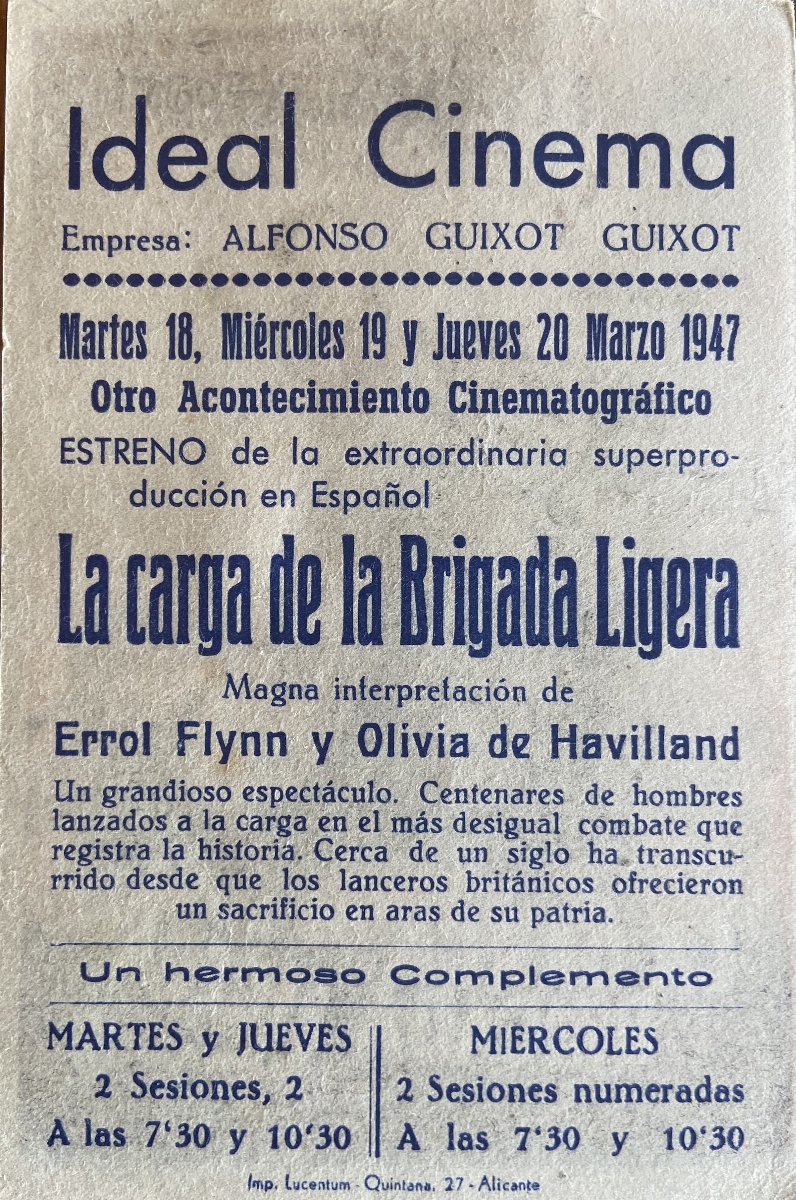 Ideal Cinema
Empresa: ALFONSO GUIXOT GUIXOT
Martes 18, Miércoles 19 y Jueves 20 Marzo 1947
Otro Acontecimiento Cinematográfico
ESTRENO de la extraordinaria superpro-
ducción en Español
La carga de la Brigada Ligera
Magna interpretación de
Errol Flynn y Olivia de Havilland
Un grandioso espectáculo. Centenares de hombres
lanzados a la carga en el más desigual combate que
registra la historia. Cerca de un siglo ha transcu-
rrido desde que los lanceros británicos ofrecieron
un sacrificio en aras de su patria.
Un hermoso Complemento
MARTES y JUEVES
2 Sesiones, 2
A las 7'30 y 10'30
MIERCOLES
2 Sesiones numeradas
A las 7'30 y 10'30
Imp. Lucentum - Quintana, 27 - Alicante